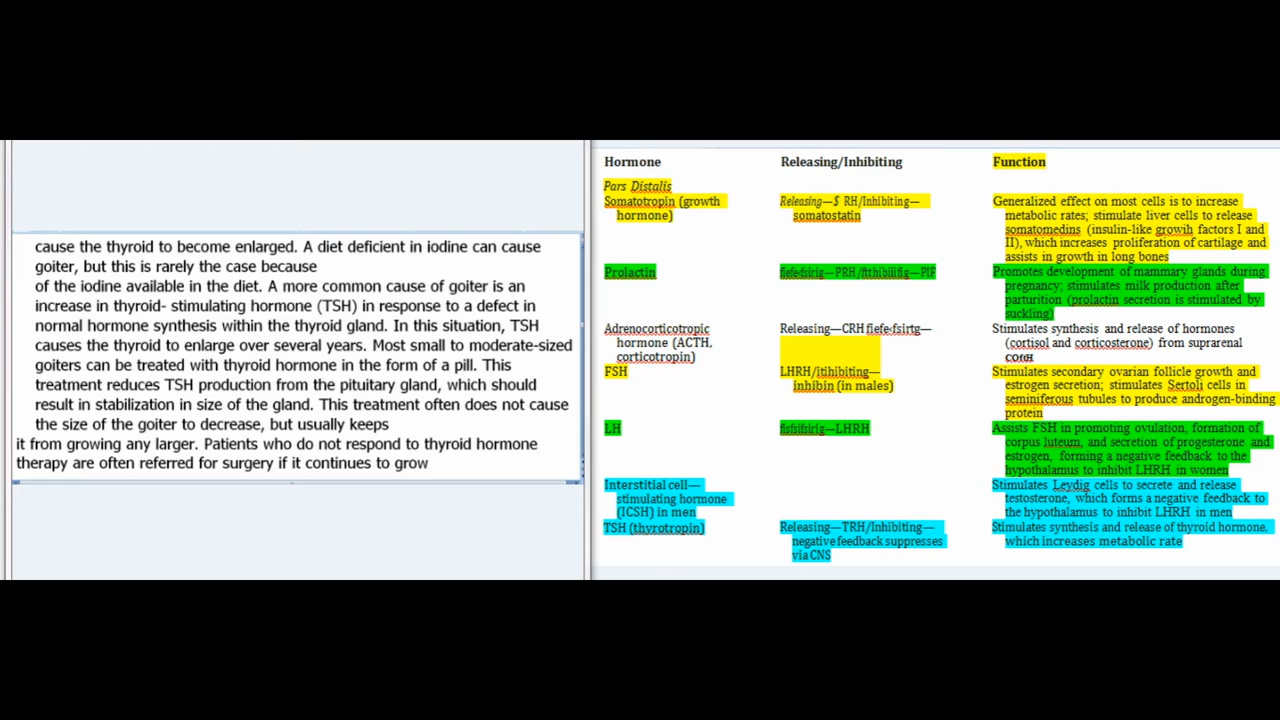 cause the thyroid to become enlarged. A diet deficient in iodine can cause
goiter, but this is rarely the case because
of the iodine available in the diet. A more common cause of goiter is an
increase in thyroid- stimulating hormone (TSH) in response to a defect in
normal hormone synthesis within the thyroid gland. In this situation, TSH
causes the thyroid to enlarge over several years. Most small to moderate-sized
goiters can be treated with thyroid hormone in the form of a pill. This
treatment reduces TSH production from the pituitary gland, which should
result in stabilization in size of the gland. This treatment often does not cause
the size of the goiter to decrease, but usually keeps
it from growing any larger. Patients who do not respond to thyroid hormone
therapy are often referred for surgery if it continues to grow
Hormone Releasing/Inhibiting Function
Pars Distalis
Somatotropin (growth
hormone)
Releasing—$ RH/Inhibiting—
somatostatin
Generalized effect on most cells is to increase
metabolic rates; stimulate liver cells to release
somatomedins (insulin-like growih factors I and
II), which increases proliferation of cartilage and
assists in growth in long bones
Prolactin
—PRH/—PIF
Promotes development of mammary glands during
pregnancy; stimulates milk production after
parturition (prolactin secretion is stimulated by
suckling)
Adrenocorticotropic
hormone (ACTH,
corticotropin)
Releasing—CRH
Stimulates synthesis and release of hormones
(cortisol and corticosterone) from suprarenal
FSH
LHRH/itihibiting—
inhibin (in males)
Stimulates secondary ovarian follicle growth and
estrogen secretion; stimulates Sertoli cells in
seminiferous tubules to produce androgen-binding
protein
LH
—LHRH
Assists FSH in promoting ovulation, formation of
corpus luteum, and secretion of progesterone and
estrogen, forming a negative feedback to the
hypothalamus to inhibit LHRH in women
Interstitial cell—
stimulating hormone
(ICSH) in men
Stimulates Leydig cells to secrete and release
testosterone, which forms a negative feedback to
the hypothalamus to inhibit LHRH in men
TSH (thyrotropin)
Releasing—TRH/Inhibiting—
negative feedback suppresses
via CNS
Stimulates synthesis and release of thyroid hormone,
which increases metabolic rate